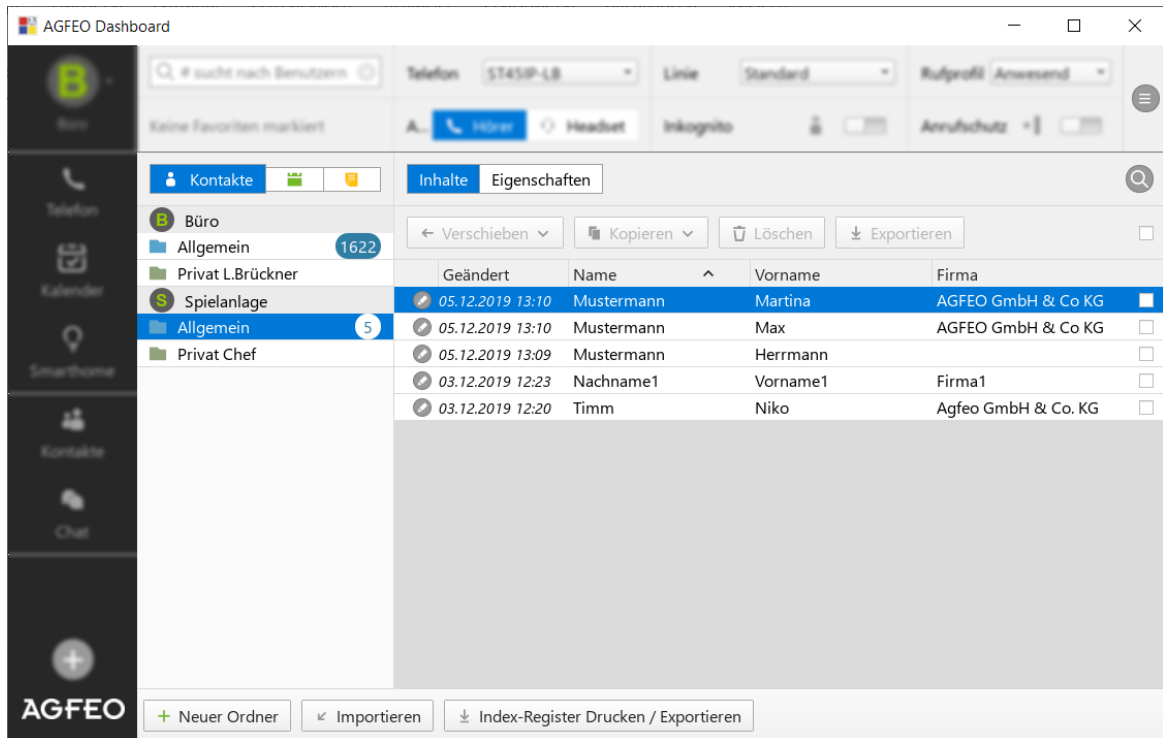 AGFEO Dashboard
B
Büro
# sucht nach Benutzern
Telefon ST45IP-LB Linie Standard Rufprofil Anwesend
Keine Favoriten markiert
A... Hörer Headset Inkognito Anrufschutz
Telefon
Kalender
Smarthome
Kontakte
Chat
AGFEO
Kontakte
B Büro
Allgemein 1622
Privat L.Brückner
S Spielanlage
Allgemein 5
Privat Chef
Inhalte Eigenschaften
Verschieben Kopieren Löschen Exportieren
Geändert Name Vorname Firma
05.12.2019 13:10 Mustermann Martina AGFEO GmbH & Co KG
05.12.2019 13:10 Mustermann Max AGFEO GmbH & Co KG
05.12.2019 13:09 Mustermann Herrmann
03.12.2019 12:23 Nachname1 Vorname1 Firma1
03.12.2019 12:20 Timm Niko Agfeo GmbH & Co. KG
+ Neuer Ordner Importieren Index-Register Drucken / Exportieren